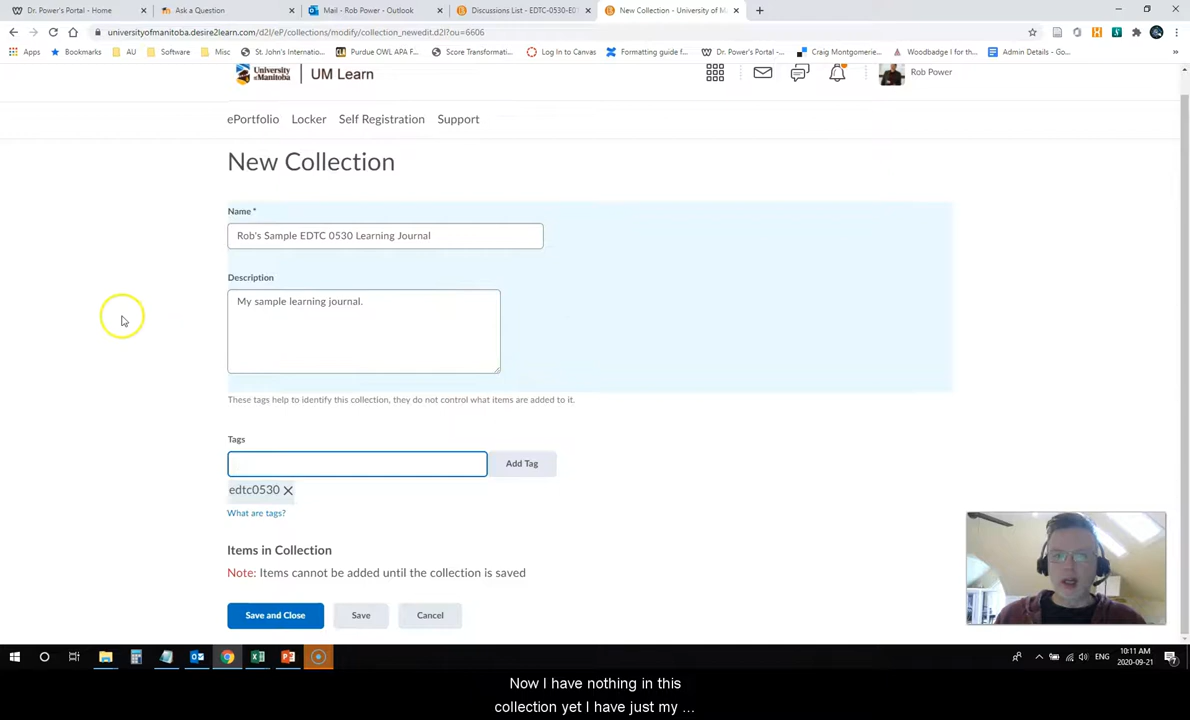 Dr. Power's Portal - Home
Ask a Question
Mail - Rob Power - Outlook
Discussions List - EDTC-0530-E0
New Collection - University of M
universityofmanitoba.desire2learn.com/d2l/eP/collections/modify/collection_newedit.d2l?ou=6606
Apps
Bookmarks
AU
Software
Misc
St. John's Internatio...
Purdue OWL APA F...
Score Transformati...
Log In to Canvas
Formatting guide f...
Dr. Power's Portal -...
Craig Montgomerie...
Woodbadge I for th...
Admin Details - Go...
University of Manitoba
UM Learn
Rob Power
ePortfolio
Locker
Self Registration
Support
New Collection
Name *
Rob's Sample EDTC 0530 Learning Journal
Description
My sample learning journal.
These tags help to identify this collection, they do not control what items are added to it.
Tags
Add Tag
edtc0530
What are tags?
Items in Collection
Note: Items cannot be added until the collection is saved
Save and Close
Save
Cancel
ENG
10:11 AM
2020-09-21
Now I have nothing in this
collection yet I have just my ...